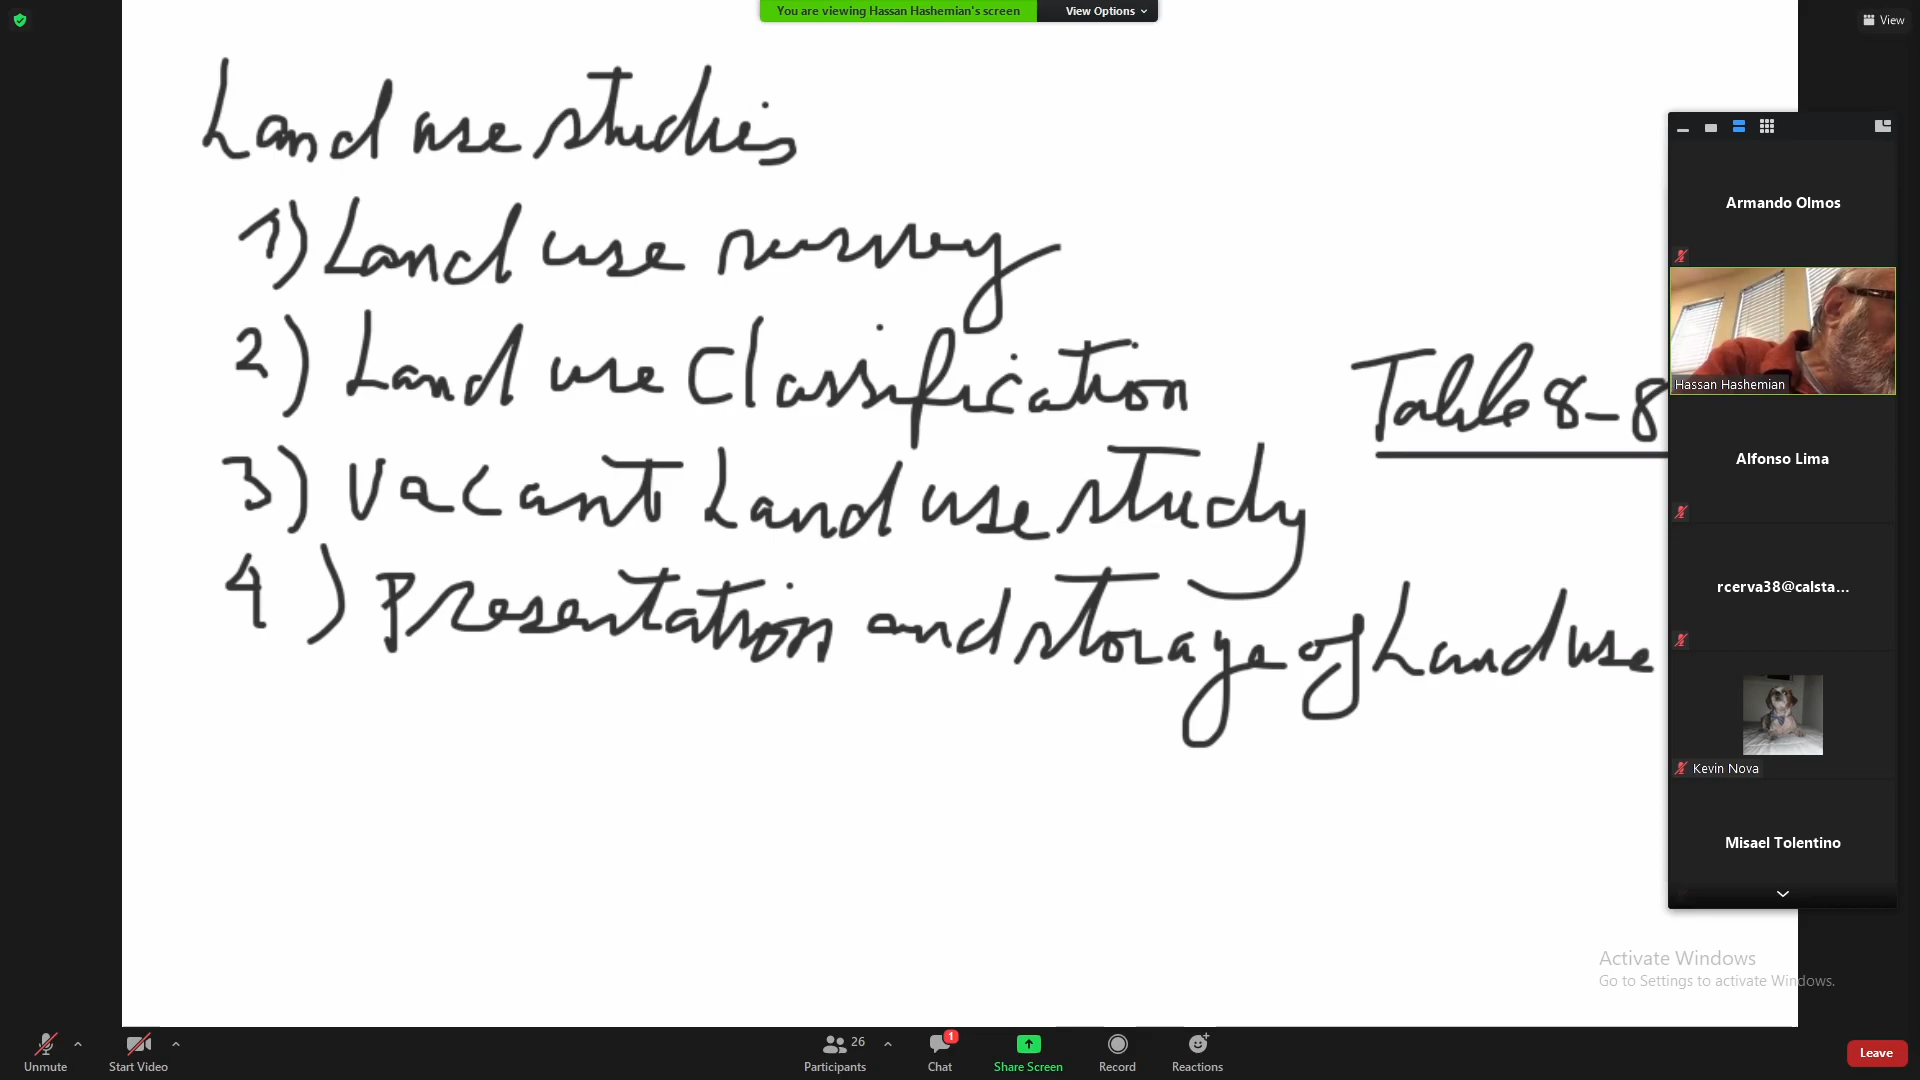 You are viewing Hassan Hashemian's screen
View Options
View
Land use studies
1) Land use survey
2) Land use Classification
Table 8-8
3) Vacant Land use study
4) Presentation and storage of Land use
Armando Olmos
Hassan Hashemian
Alfonso Lima
rcerva38@calsta...
Kevin Nova
Misael Tolentino
Activate Windows
Go to Settings to activate Windows.
Unmute
Start Video
26
Participants
1
Chat
Share Screen
Record
Reactions
Leave